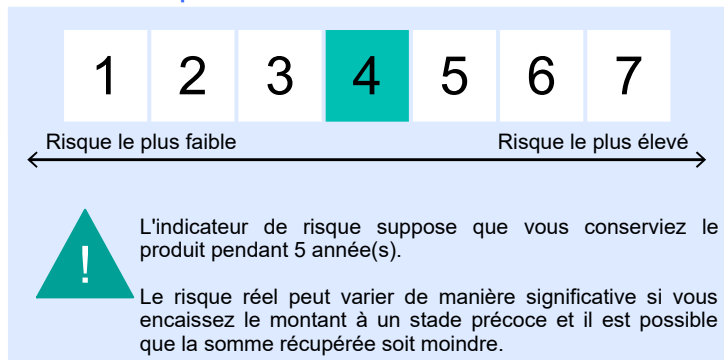 1 2 3 4 5 6 7
Risque le plus faible Risque le plus élevé
!
L'indicateur de risque suppose que vous conserviez le
produit pendant 5 année(s).
Le risque réel peut varier de manière significative si vous
encaissez le montant à un stade précoce et il est possible
que la somme récupérée soit moindre.